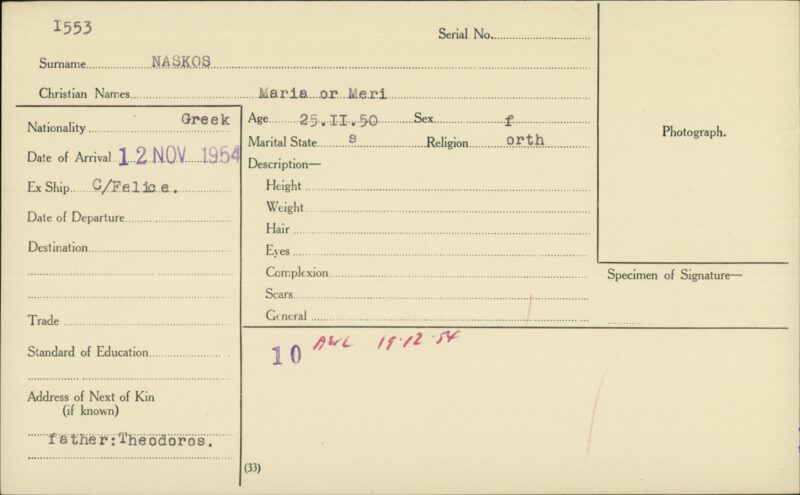 I553
Serial No.
Surname NASKOS
Christian Names Maria or Meri
Nationality Greek
Date of Arrival 12 NOV 1954
Ex Ship C/Felice.
Date of Departure
Destination
Trade
Standard of Education
Address of Next of Kin
(if known)
father:Theodoros.
Age 25.II.50 Sex f
Marital State s Religion orth
Description—
Height
Weight
Hair
Eyes
Complexion
Scars
General
Photograph.
Specimen of Signature—
10 AWL 19-12-54
(33)